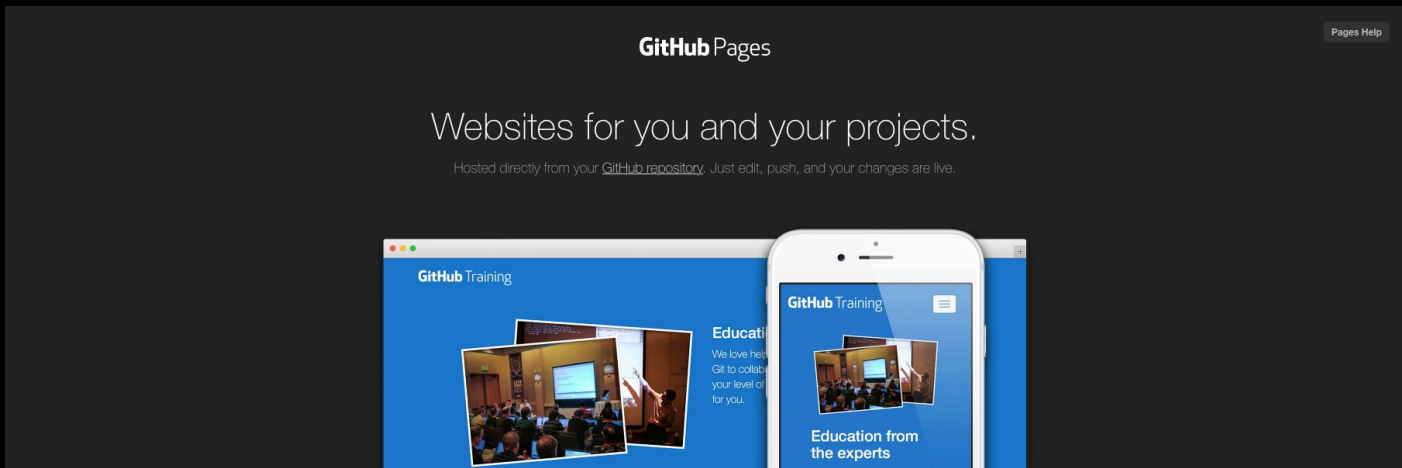 GitHub Pages
Pages Help
Websites for you and your projects.
Hosted directly from your GitHub repository. Just edit, push, and your changes are live.
GitHub Training
Educati
We love help
Git to collab
your level of
for you.
GitHub Training
Education from
the experts